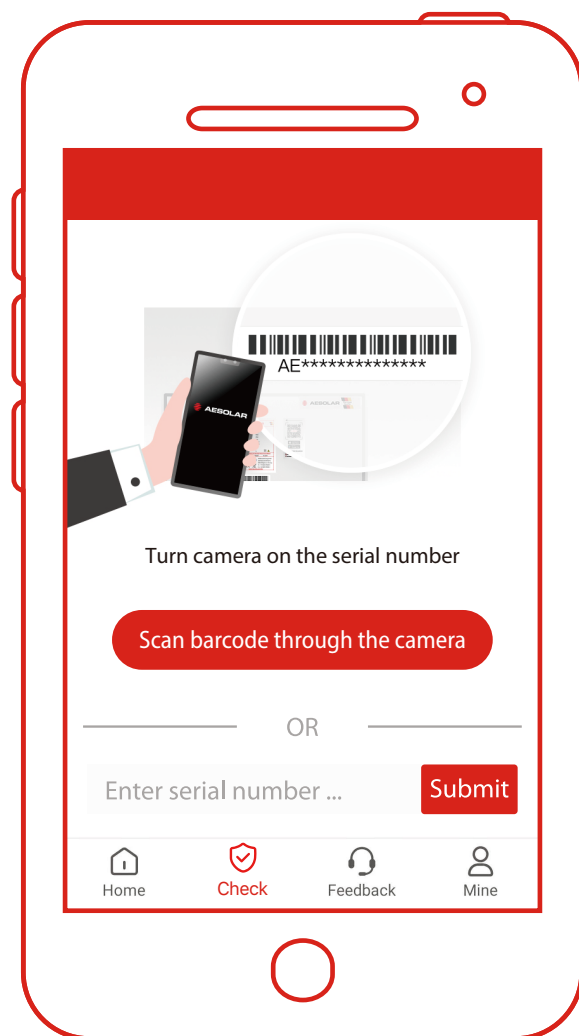 AE**************
AESOLAR
AESOLAR
Turn camera on the serial number
Scan barcode through the camera
OR
Enter serial number ...
Submit
Home
Check
Feedback
Mine